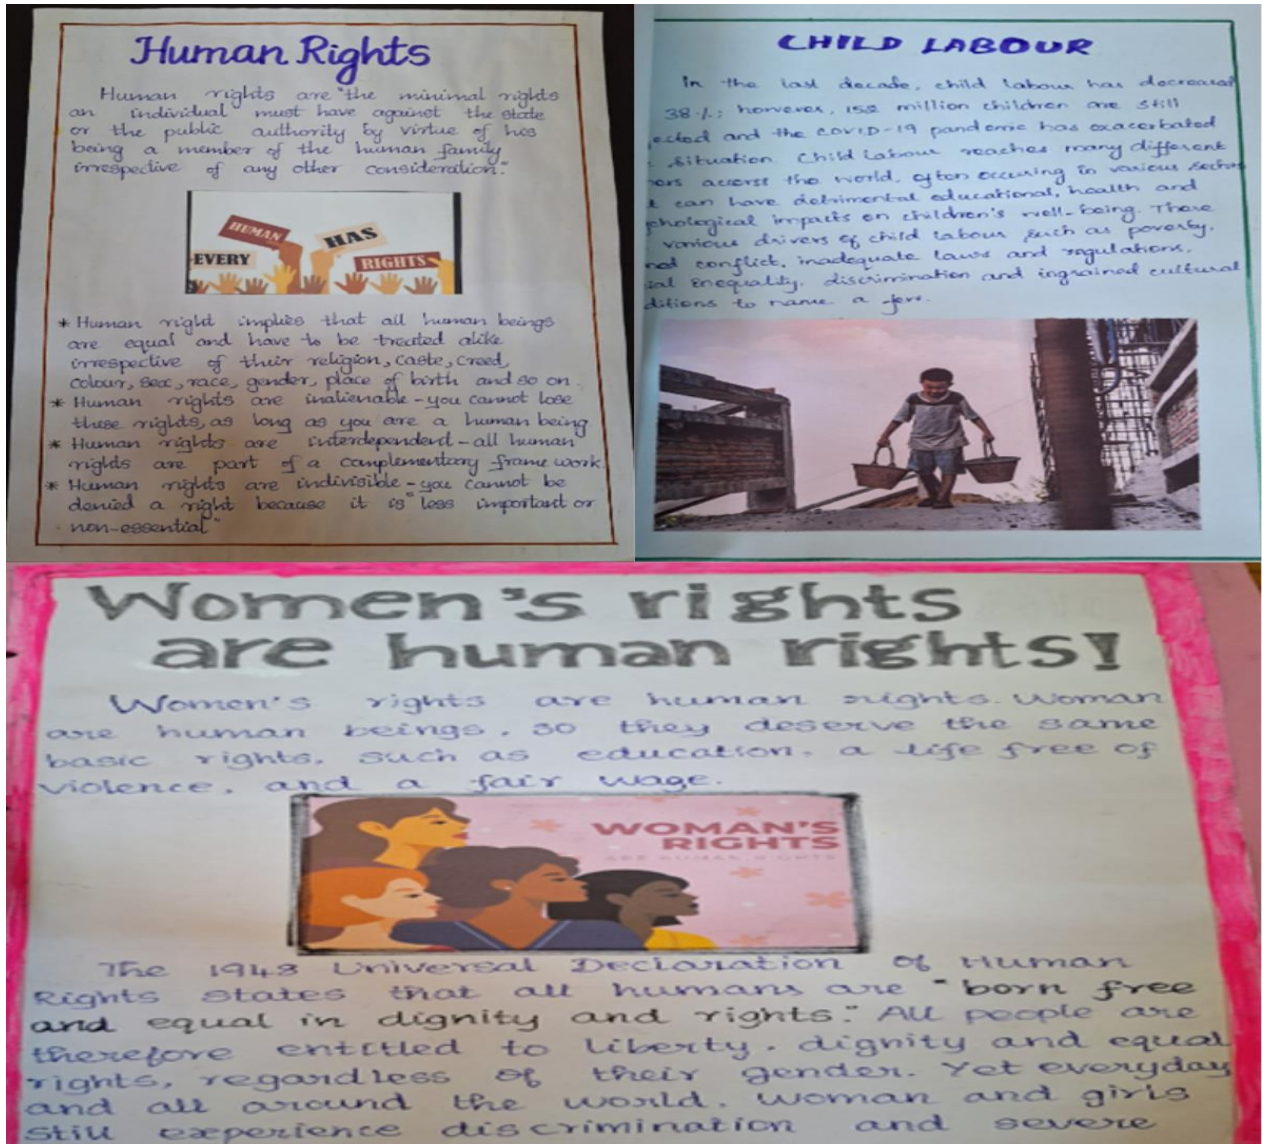 Human Rights
Human rights are "the minimal rights
an individual must have against the state
or the public authority by virtue of his
being a member of the human family
irrespective of any other consideration."
HUMAN
HAS
EVERY
RIGHTS
* Human right implies that all human beings
are equal and have to be treated alike
irrespective of their religion, caste, creed,
colour, sex, race, gender, place of birth and so on.
* Human rights are inalienable - you cannot lose
these rights, as long as you are a human being
* Human rights are interdependent - all human
rights are part of a complementary frame work.
* Human rights are indivisible - you cannot be
denied a right because it is "less important or
non-essential"
CHILD LABOUR
In the last decade, child labour has decreased
38%; however, 152 million children are still
ected and the COVID-19 pandemic has exacerbated
situation. Child labour reaches many different
ers accerss the world, often occuring in various sectors
t can have detrimental educational, health and
ychological impacts on children's well-being. There
various drivers of child labour such as poverty,
med conflict, inadequate laws and regulations,
ial inequality, discrimination and ingrained cultural
ditions to name a few.
Women's rights
are human rights!
Women's rights are human rights. Woman
are human beings, so they deserve the same
basic rights, such as education, a life free of
violence, and a fair wage.
WOMAN'S
RIGHTS
ARE HUMAN RIGHTS
The 1948 Universal Declaration Of Human
Rights states that all humans are "born free
and equal in dignity and rights." All people are
therefore entitled to liberty, dignity and equal
rights, regardless of their gender. Yet everyday
and all around the world, woman and girls
still experience discrimination and severe